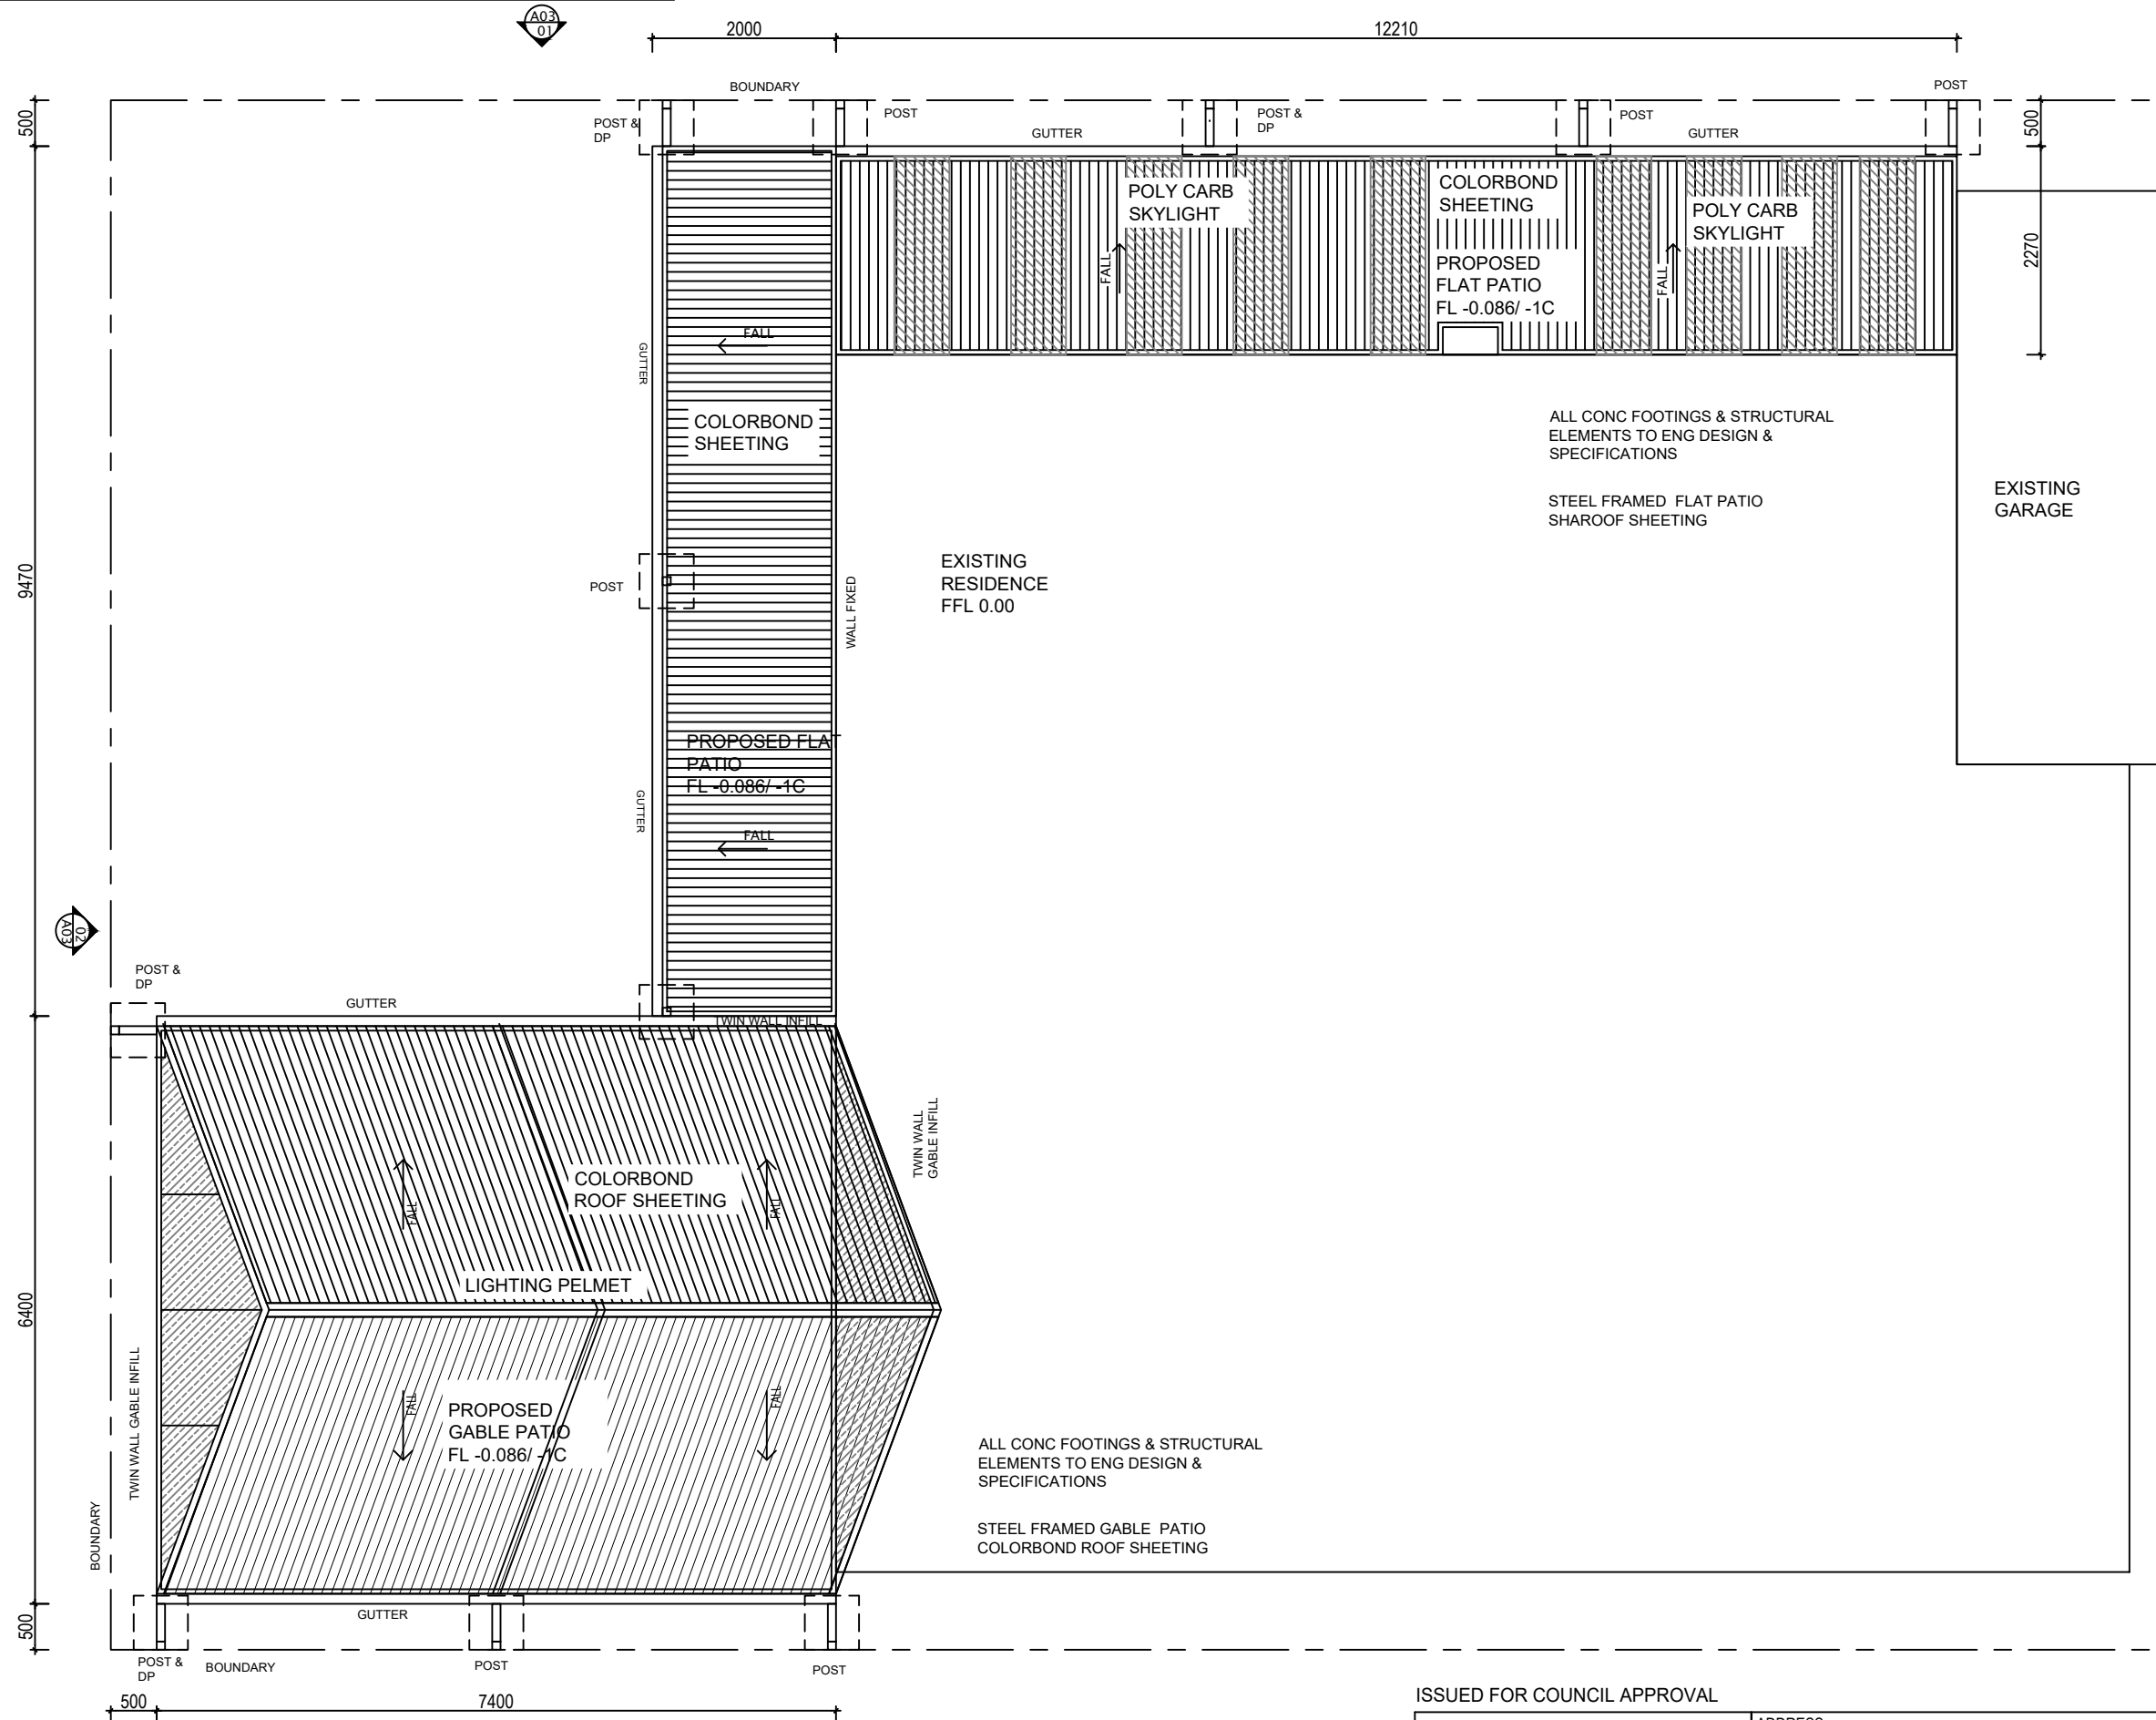 A03
01
2000
12210
BOUNDARY
POST
POST &
DP
POST
POST &
DP
POST
GUTTER
GUTTER
500
500
POLY CARB
SKYLIGHT
COLORBOND
SHEETING
POLY CARB
SKYLIGHT
FALL
FALL
PROPOSED
FLAT PATIO
FL -0.086/ -1C
2270
FALL
GUTTER
COLORBOND
SHEETING
ALL CONC FOOTINGS & STRUCTURAL
ELEMENTS TO ENG DESIGN &
SPECIFICATIONS
STEEL FRAMED FLAT PATIO
SHAROOF SHEETING
EXISTING
GARAGE
9470
POST
WALL FIXED
EXISTING
RESIDENCE
FFL 0.00
PROPOSED FLAT
PATIO
FL -0.086/ -1C
GUTTER
FALL
02
A03
POST &
DP
GUTTER
TWIN WALL INFILL
TWIN WALL
GABLE INFILL
COLORBOND
ROOF SHEETING
FALL
FALL
LIGHTING PELMET
6400
TWIN WALL GABLE INFILL
FALL
FALL
PROPOSED
GABLE PATIO
FL -0.086/ -1C
ALL CONC FOOTINGS & STRUCTURAL
ELEMENTS TO ENG DESIGN &
SPECIFICATIONS
STEEL FRAMED GABLE PATIO
COLORBOND ROOF SHEETING
BOUNDARY
500
GUTTER
POST &
DP
BOUNDARY
POST
POST
500
7400
ISSUED FOR COUNCIL APPROVAL